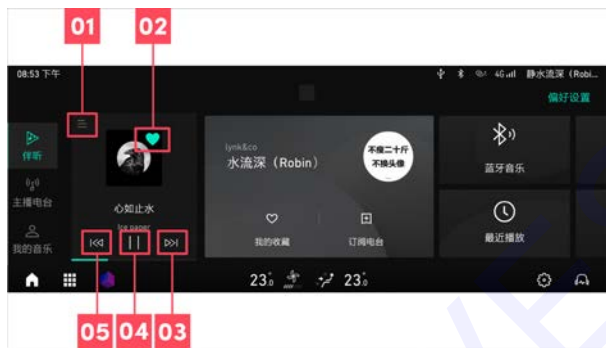 01
02
08:53 下午
4G
静水流深（Robi...
偏好设置
伴听
主播电台
我的音乐
心如止水
Ice paper
lynk&co
水流深（Robin）
不瘦二十斤
不换头像
我的收藏
订阅电台
蓝牙音乐
最近播放
23.0
23.0
05
04
03